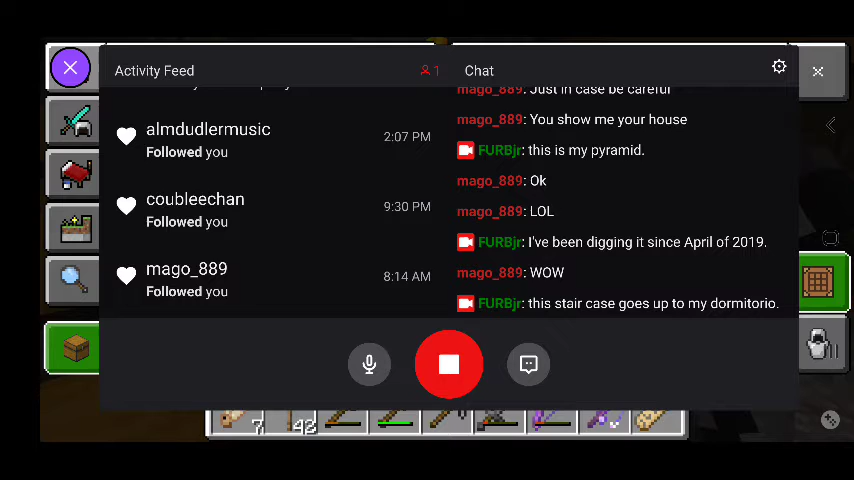 Activity Feed
1
Chat
almdudlermusic
Followed you
2:07 PM
coubleechan
Followed you
9:30 PM
mago_889
Followed you
8:14 AM
mago_889: Just in case be careful
mago_889: You show me your house
FURBjr: this is my pyramid.
mago_889: Ok
mago_889: LOL
FURBjr: I've been digging it since April of 2019.
mago_889: WOW
FURBjr: this stair case goes up to my dormitorio.
7
42